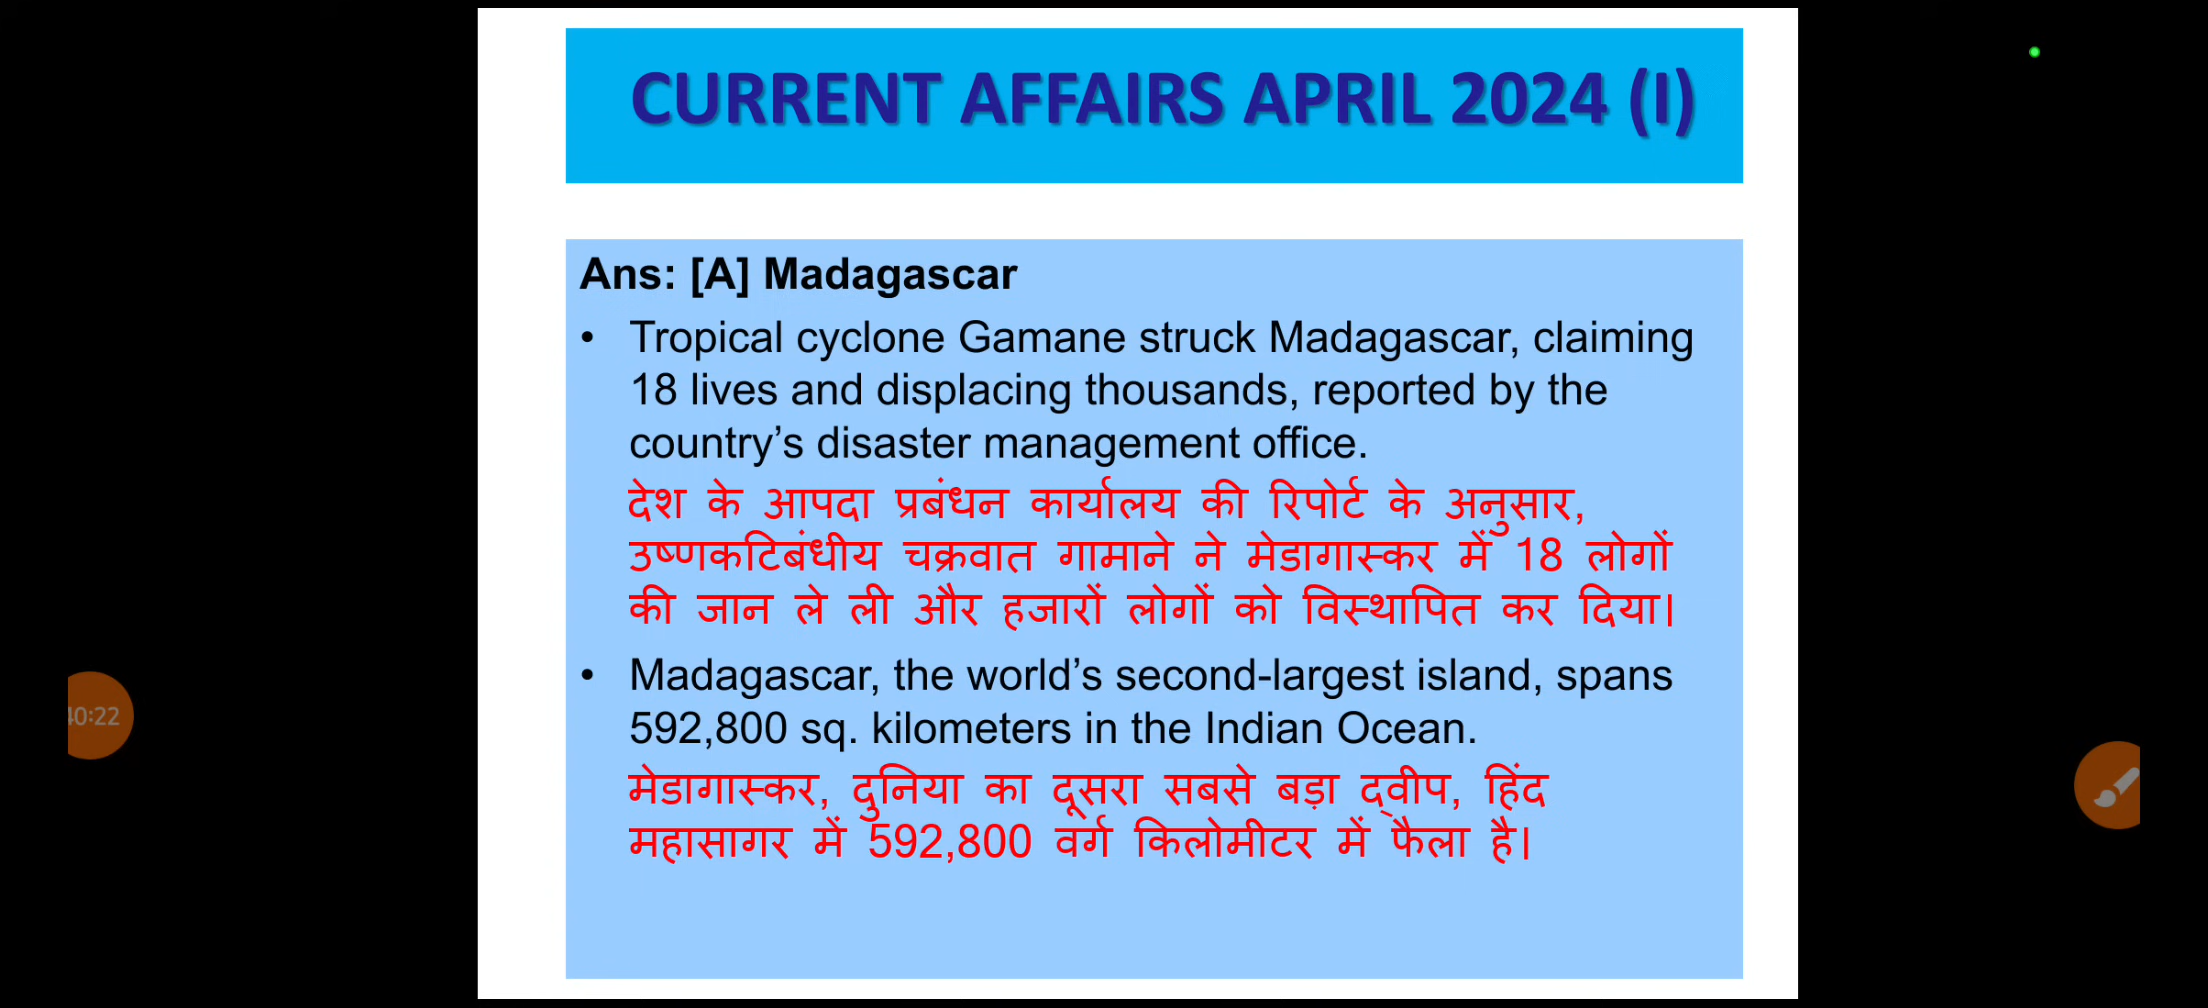 CURRENT AFFAIRS APRIL 2024 (I)
Ans: [A] Madagascar
• Tropical cyclone Gamane struck Madagascar, claiming
18 lives and displacing thousands, reported by the
country’s disaster management office.
देश के आपदा प्रबंधन कार्यालय की रिपोर्ट के अनुसार,
उष्णकटिबंधीय चक्रवात गामाने ने मेडागास्कर में 18 लोगों
की जान ले ली और हजारों लोगों को विस्थापित कर दिया।
• Madagascar, the world’s second-largest island, spans
592,800 sq. kilometers in the Indian Ocean.
मेडागास्कर, दुनिया का दूसरा सबसे बड़ा द्वीप, हिंद
महासागर में 592,800 वर्ग किलोमीटर में फैला है।